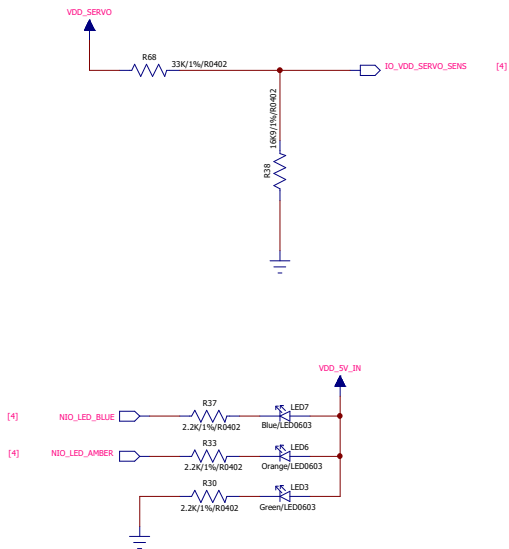 VDD_SERVO
R68
33K/1%/R0402
IO_VDD_SERVO_SENS [4]
16K9/1%/R0402
R38
VDD_5V_IN
R37
LED7
[4] NIO_LED_BLUE
2.2K/1%/R0402
Blue/LED0603
R33
LED6
[4] NIO_LED_AMBER
2.2K/1%/R0402
Orange/LED0603
R30
LED3
2.2K/1%/R0402
Green/LED0603